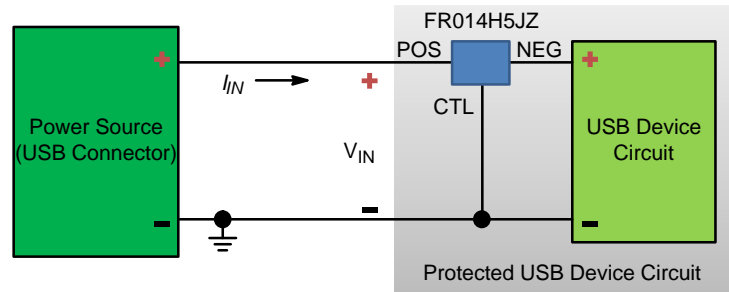 FR014H5JZ
+ POS NEG +
I_IN +
CTL
Power Source
(USB Connector)
V_IN
USB Device
Circuit
- - -
Protected USB Device Circuit